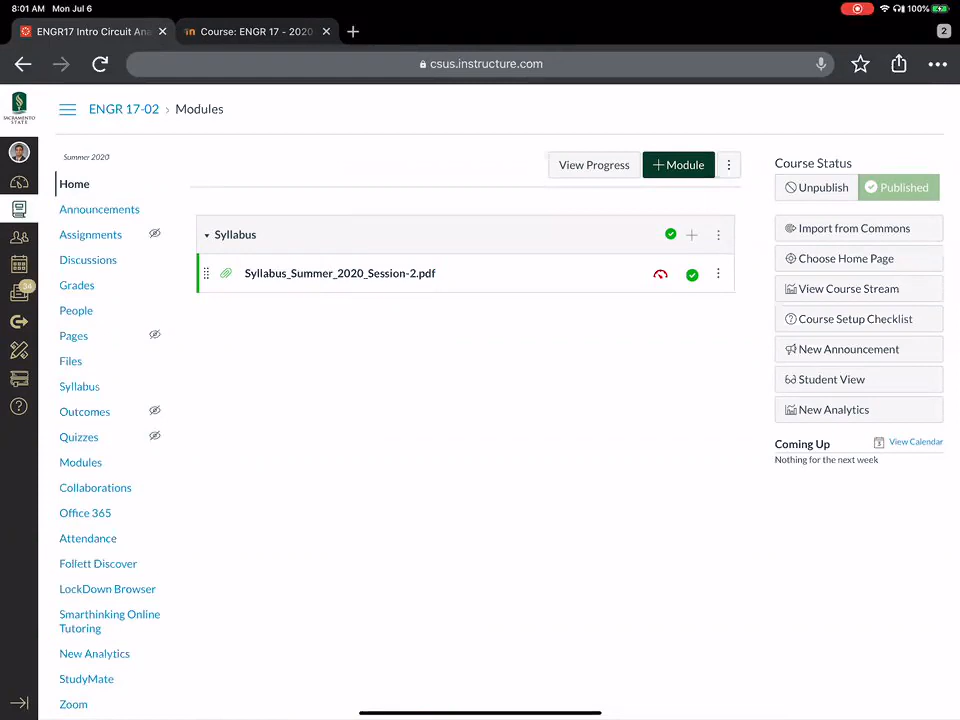 8:01 AM Mon Jul 6
100%
ENGR17 Intro Circuit Ana
Course: ENGR 17 - 2020
2
csus.instructure.com
SACRAMENTO
STATE
ENGR 17-02 › Modules
Summer 2020
View Progress
+ Module
Course Status
Unpublish
Published
Home
Announcements
Assignments
Discussions
Grades
People
Pages
Files
Syllabus
Outcomes
Quizzes
Modules
Collaborations
Office 365
Attendance
Follett Discover
LockDown Browser
Smarthinking Online
Tutoring
New Analytics
StudyMate
Zoom
34
Syllabus
Syllabus_Summer_2020_Session-2.pdf
Import from Commons
Choose Home Page
View Course Stream
Course Setup Checklist
New Announcement
Student View
New Analytics
Coming Up
View Calendar
Nothing for the next week